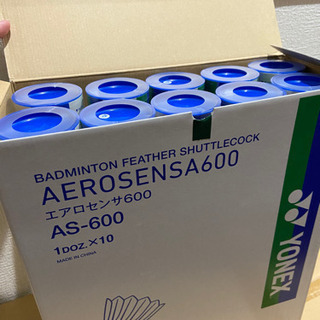 BADMINTON FEATHER SHUTTLECOCK
AEROSENSA600
エアロセンサ600
AS-600
1DOZ.×10
MADE IN CHINA
YONEX